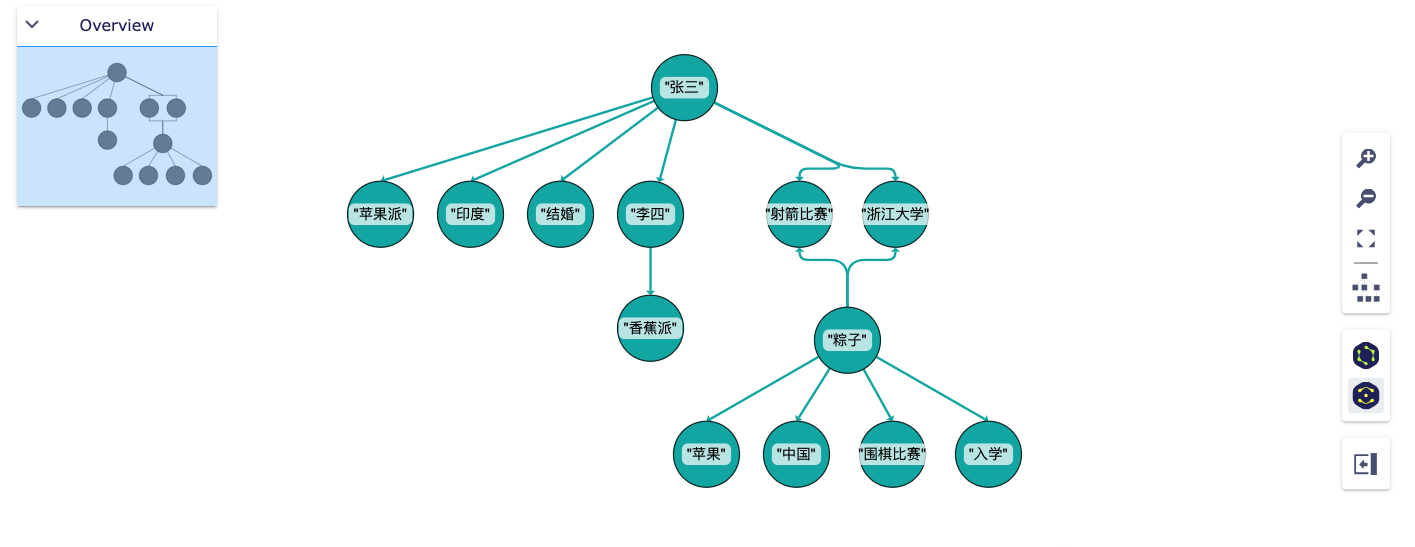 Overview
"张三"
"苹果派"
"印度"
"结婚"
"李四"
"射箭比赛"
"浙江大学"
"香蕉派"
"粽子"
"苹果"
"中国"
"围棋比赛"
"入学"